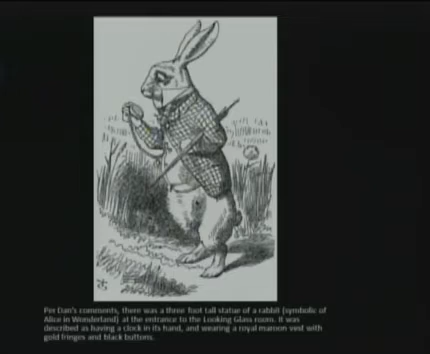 Per Dan's comments, there was a three foot tall statue of a rabbit (symbolic of
Alice in Wonderland) at the entrance to the Looking Glass room. It was
described as having a clock in its hand, and wearing a royal maroon vest with
gold fringes and black buttons.